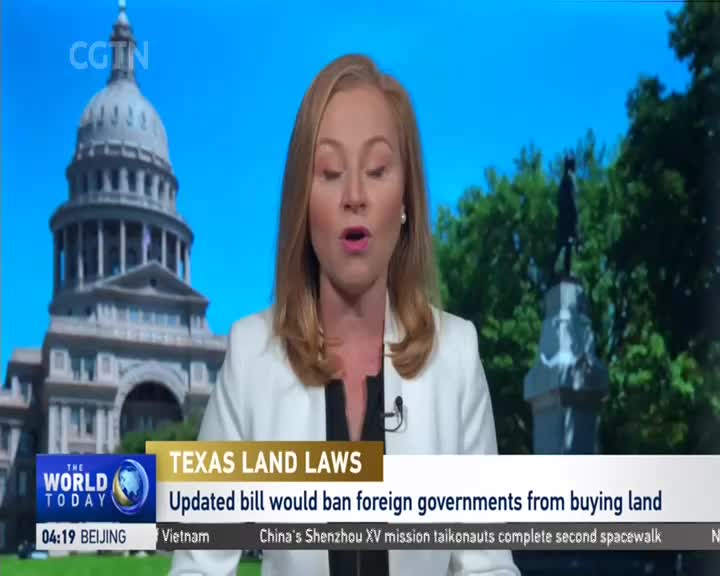 CGTN
TEXAS LAND LAWS
THE WORLD TODAY
Updated bill would ban foreign governments from buying land
04:19 BEIJING
Vietnam China's Shenzhou XV mission taikonauts complete second spacewalk N